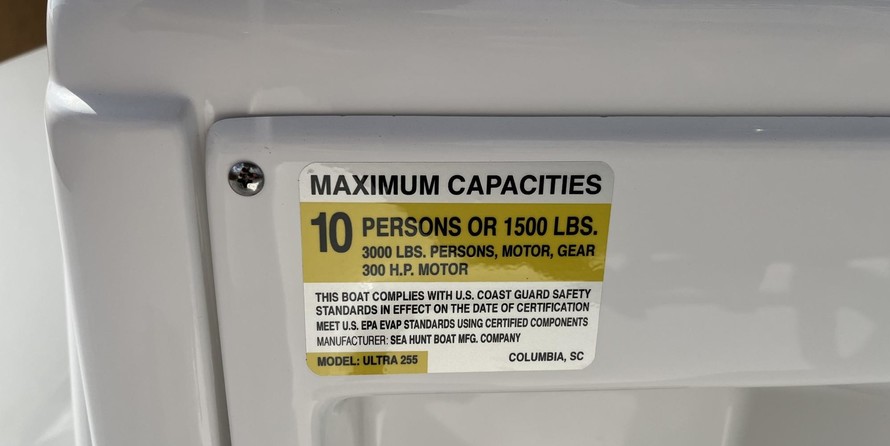 MAXIMUM CAPACITIES
10 PERSONS OR 1500 LBS.
3000 LBS. PERSONS, MOTOR, GEAR
300 H.P. MOTOR
THIS BOAT COMPLIES WITH U.S. COAST GUARD SAFETY
STANDARDS IN EFFECT ON THE DATE OF CERTIFICATION
MEET U.S. EPA EVAP STANDARDS USING CERTIFIED COMPONENTS
MANUFACTURER: SEA HUNT BOAT MFG. COMPANY
MODEL: ULTRA 255 COLUMBIA, SC